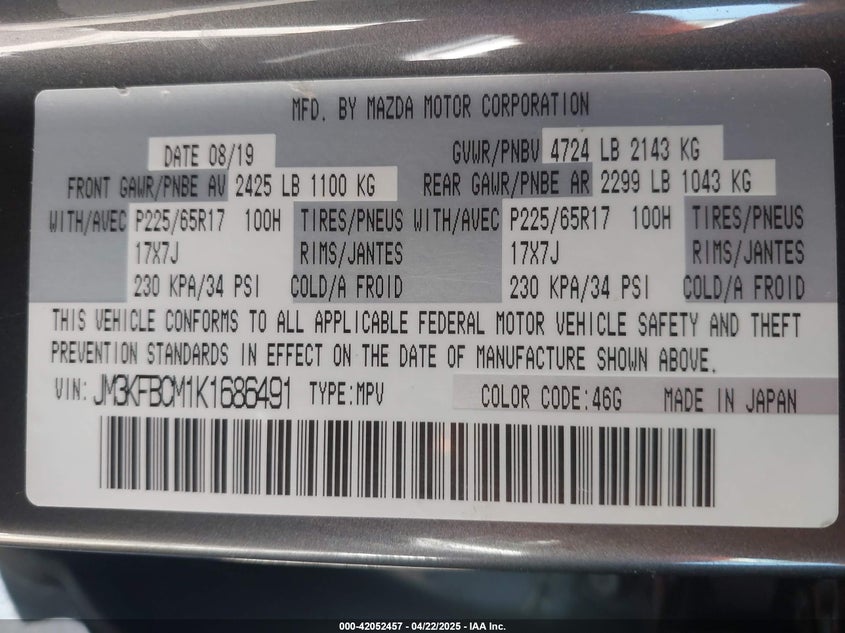 MFD. BY MAZDA MOTOR CORPORATION
DATE 08/19 GVWR/PNBV 4724 LB 2143 KG
FRONT GAWR/PNBE AV 2425 LB 1100 KG REAR GAWR/PNBE AR 2299 LB 1043 KG
WITH/AVEC P225/65R17 100H TIRES/PNEUS WITH/AVEC P225/65R17 100H TIRES/PNEUS
17X7J RIMS/JANTES 17X7J RIMS/JANTES
230 KPA/34 PSI COLD/A FROID 230 KPA/34 PSI COLD/A FROID
THIS VEHICLE CONFORMS TO ALL APPLICABLE FEDERAL MOTOR VEHICLE SAFETY AND THEFT
PREVENTION STANDARDS IN EFFECT ON THE DATE OF MANUFACTURE SHOWN ABOVE.
VIN: JM3KFBCM1K1686491 TYPE:MPV COLOR CODE:46G MADE IN JAPAN
000-42052457 - 04/22/2025 - IAA Inc.